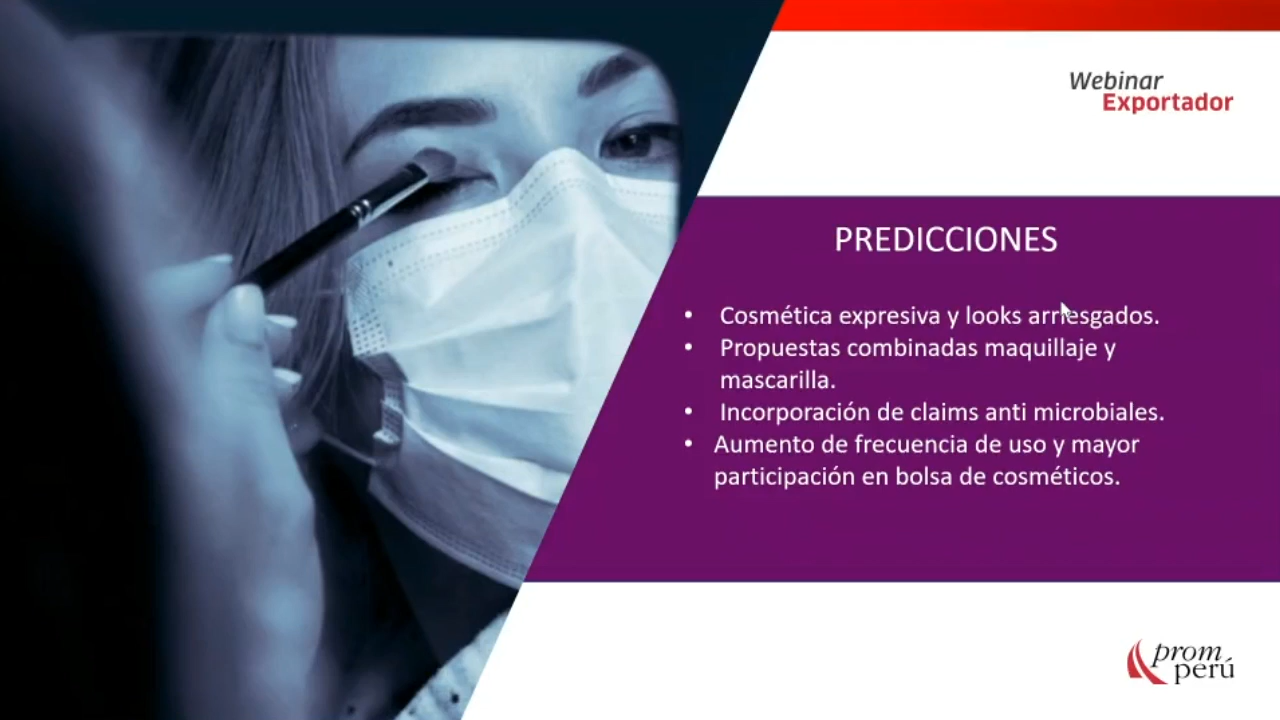 Webinar
Exportador
PREDICCIONES
• Cosmética expresiva y looks arriesgados.
• Propuestas combinadas maquillaje y
mascarilla.
• Incorporación de claims anti microbiales.
• Aumento de frecuencia de uso y mayor
participación en bolsa de cosméticos.
prom
perú